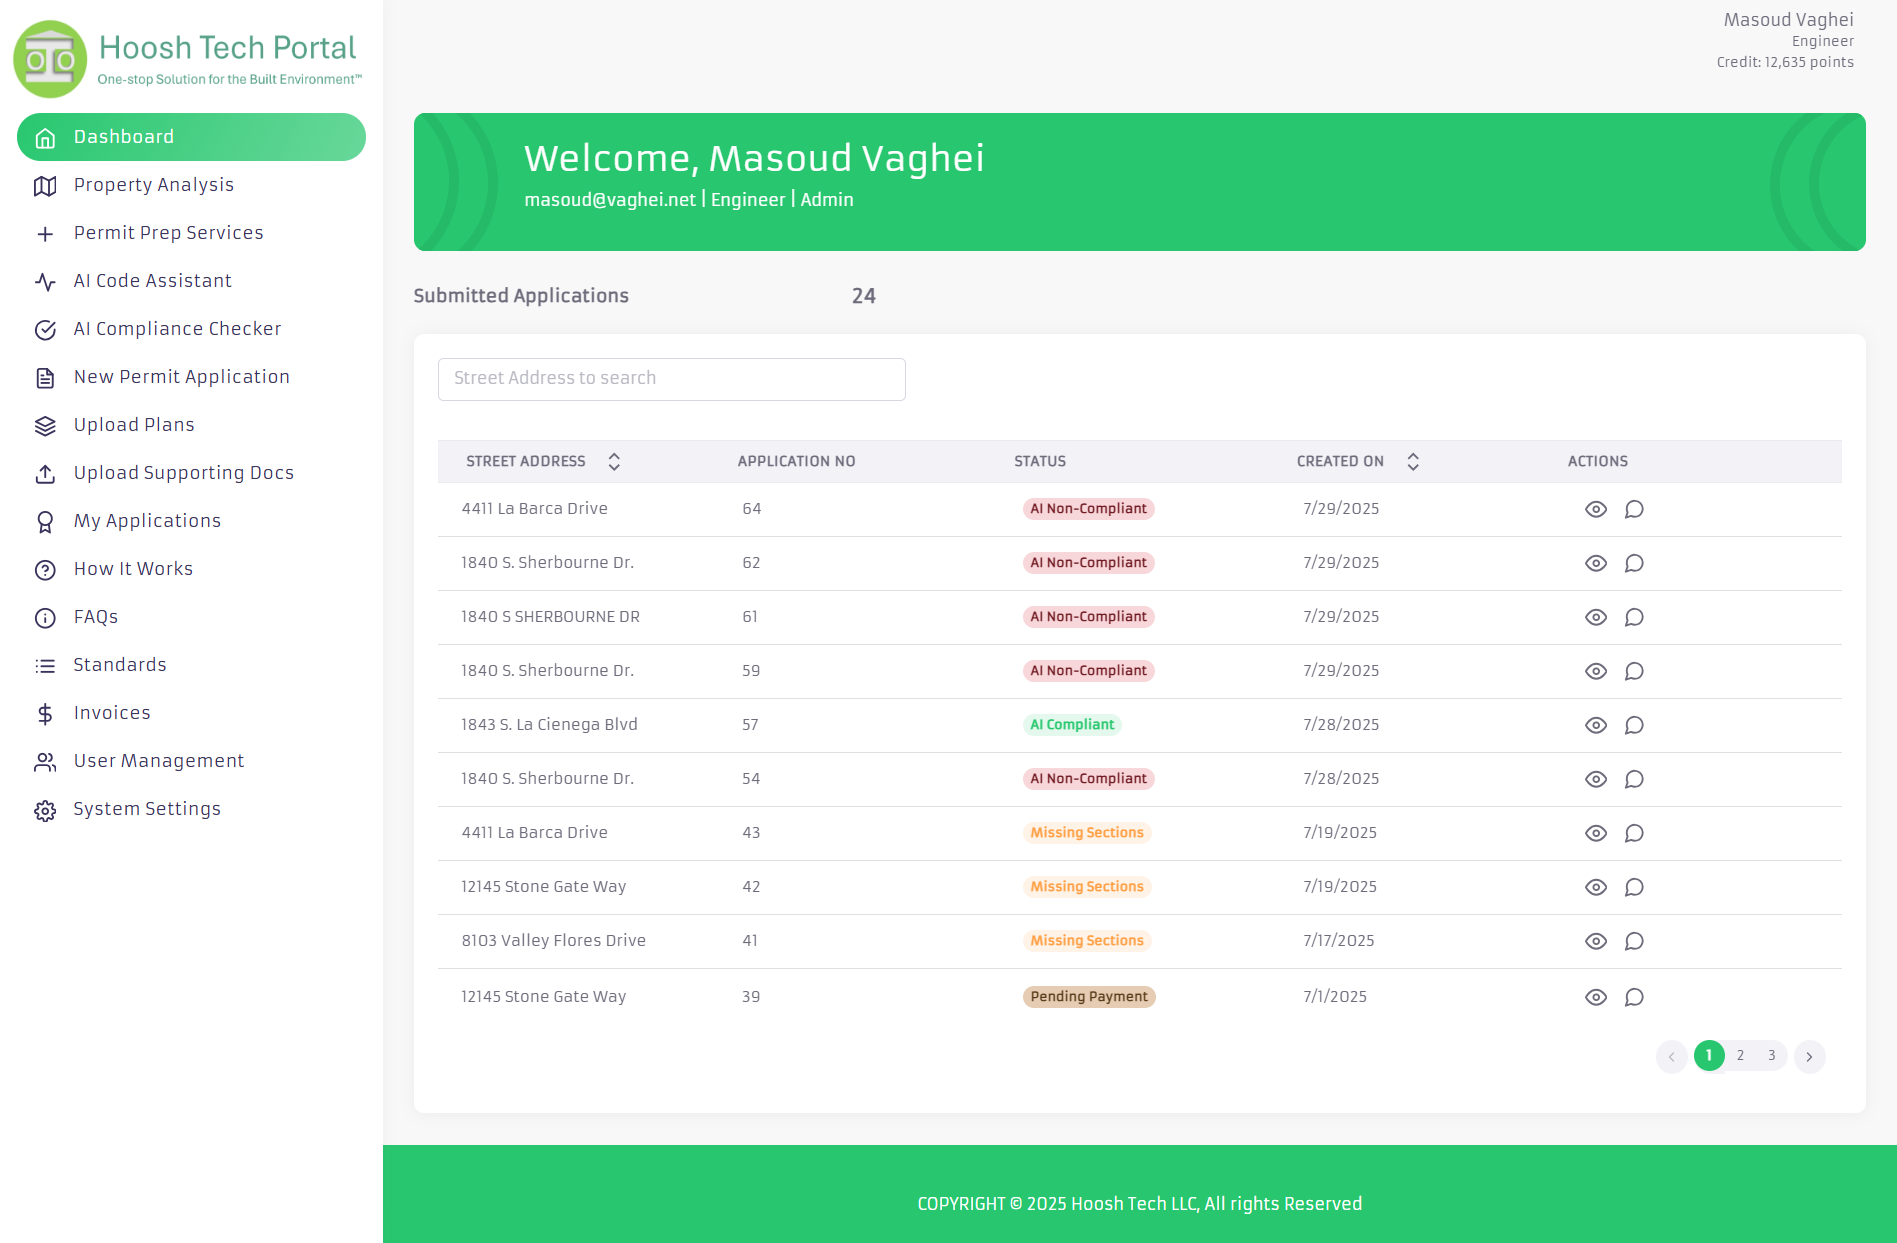 Hoosh Tech Portal
One-stop Solution for the Built Environment™
Dashboard
Property Analysis
Permit Prep Services
AI Code Assistant
AI Compliance Checker
New Permit Application
Upload Plans
Upload Supporting Docs
My Applications
How It Works
FAQs
Standards
Invoices
User Management
System Settings
Masoud Vaghei
Engineer
Credit: 12,635 points
Welcome, Masoud Vaghei
masoud@vaghei.net | Engineer | Admin
Submitted Applications 24
Street Address to search
STREET ADDRESS APPLICATION NO STATUS CREATED ON ACTIONS
4411 La Barca Drive 64 AI Non-Compliant 7/29/2025
1840 S. Sherbourne Dr. 62 AI Non-Compliant 7/29/2025
1840 S SHERBOURNE DR 61 AI Non-Compliant 7/29/2025
1840 S. Sherbourne Dr. 59 AI Non-Compliant 7/29/2025
1843 S. La Cienega Blvd 57 AI Compliant 7/28/2025
1840 S. Sherbourne Dr. 54 AI Non-Compliant 7/28/2025
4411 La Barca Drive 43 Missing Sections 7/19/2025
12145 Stone Gate Way 42 Missing Sections 7/19/2025
8103 Valley Flores Drive 41 Missing Sections 7/17/2025
12145 Stone Gate Way 39 Pending Payment 7/1/2025
1 2 3
COPYRIGHT © 2025 Hoosh Tech LLC, All rights Reserved